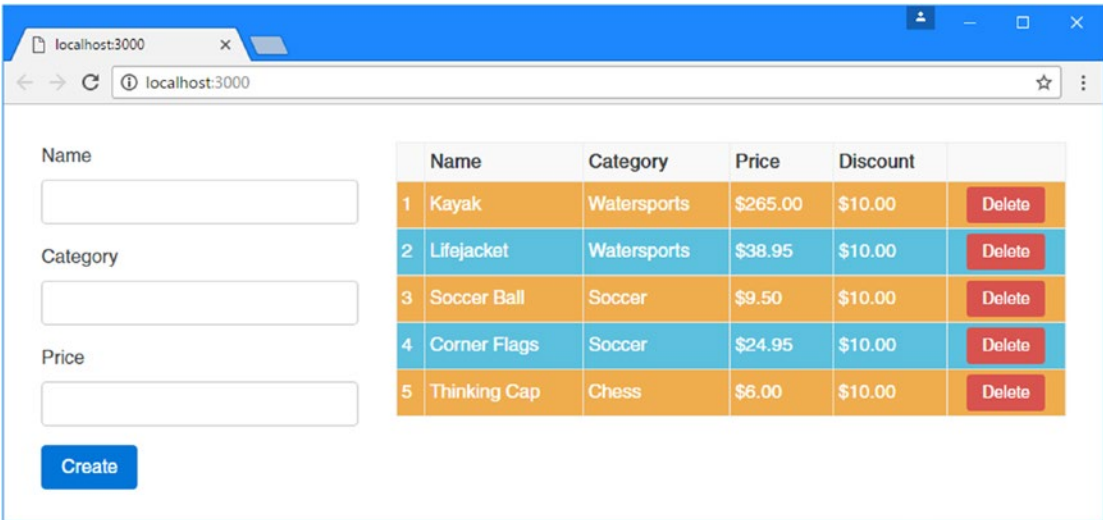 localhost:3000
localhost:3000
Name
Category
Price
Create
Name Category Price Discount
1 Kayak Watersports $265.00 $10.00 Delete
2 Lifejacket Watersports $38.95 $10.00 Delete
3 Soccer Ball Soccer $9.50 $10.00 Delete
4 Corner Flags Soccer $24.95 $10.00 Delete
5 Thinking Cap Chess $6.00 $10.00 Delete